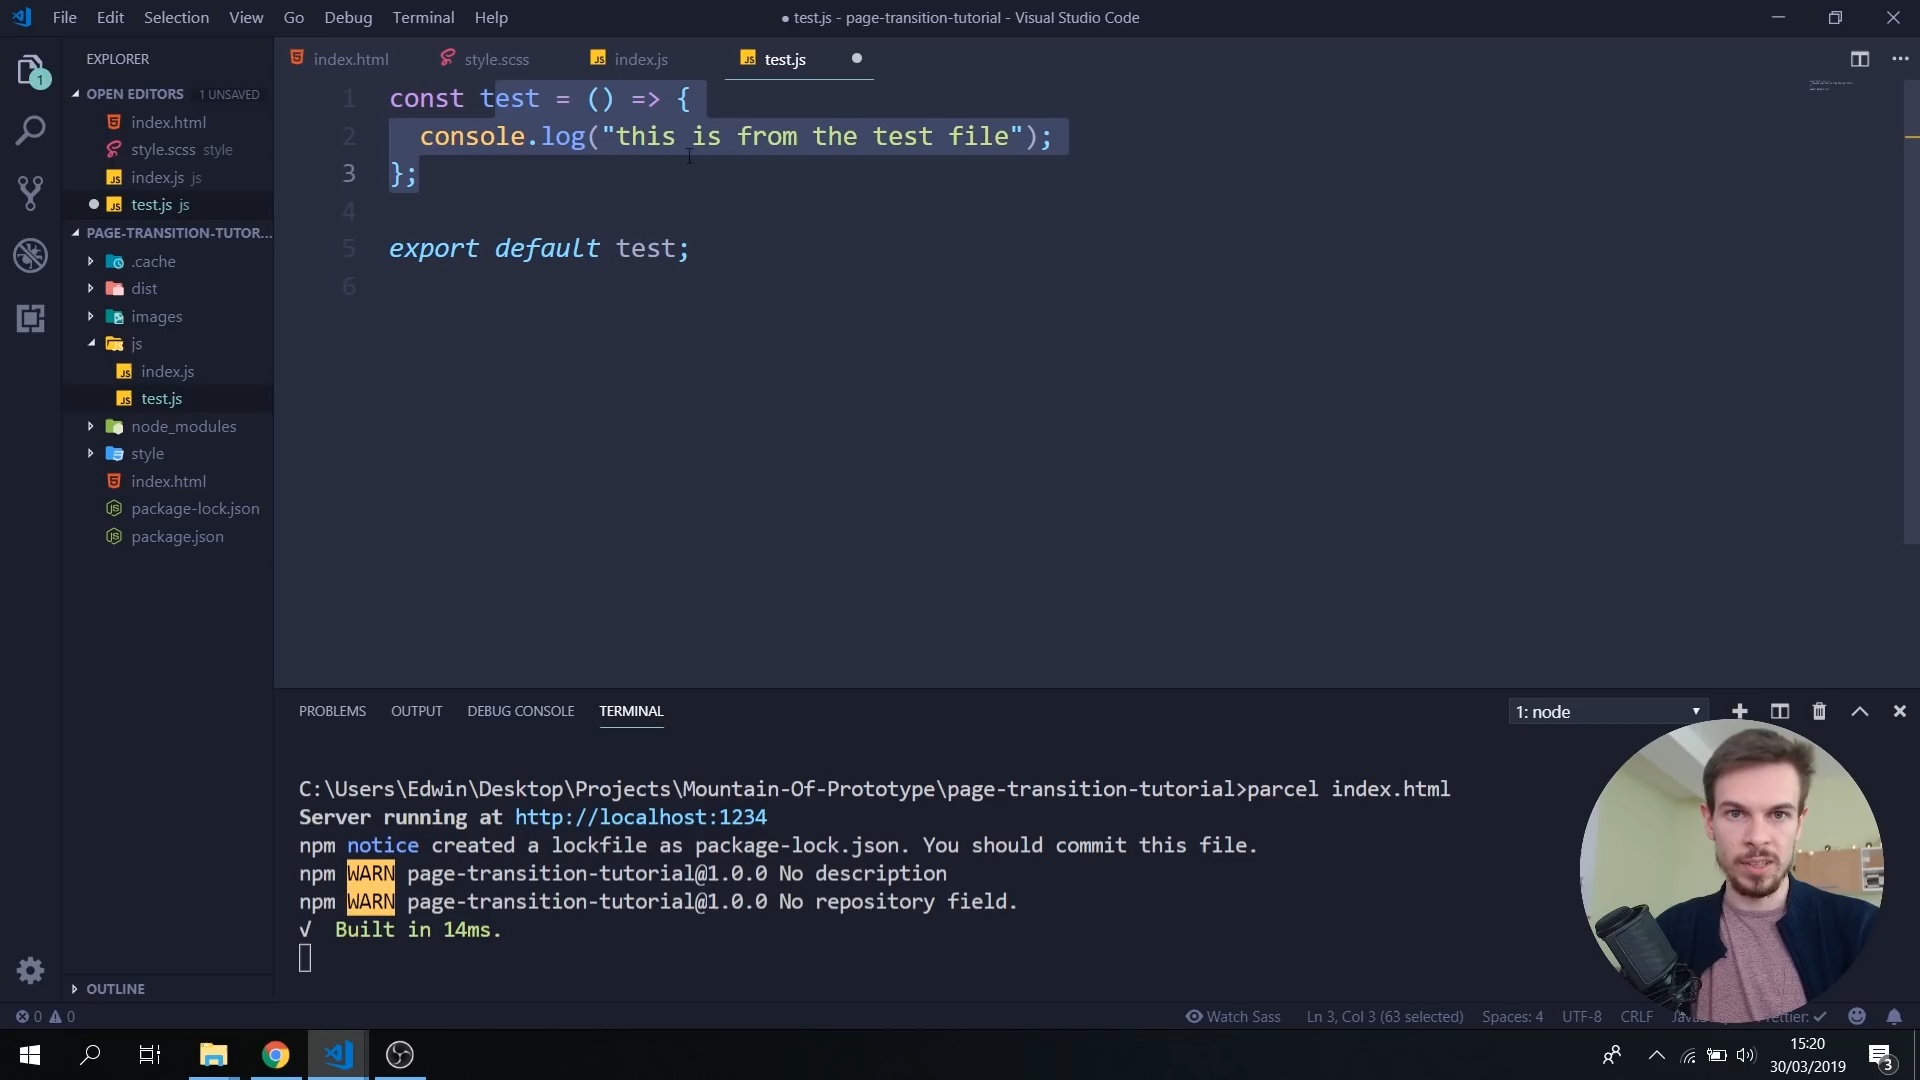 File Edit Selection View Go Debug Terminal Help
● test.js - page-transition-tutorial - Visual Studio Code
EXPLORER
OPEN EDITORS 1 UNSAVED
index.html
style.scss style
index.js js
test.js js
PAGE-TRANSITION-TUTOR...
.cache
dist
images
js
index.js
test.js
node_modules
style
index.html
package-lock.json
package.json
OUTLINE
1
index.html style.scss index.js test.js
1 const test = () => {
2 console.log("this is from the test file");
3 };
4
5 export default test;
6
PROBLEMS OUTPUT DEBUG CONSOLE TERMINAL
1: node
C:\Users\Edwin\Desktop\Projects\Mountain-Of-Prototype\page-transition-tutorial>parcel index.html
Server running at http://localhost:1234
npm notice created a lockfile as package-lock.json. You should commit this file.
npm WARN page-transition-tutorial@1.0.0 No description
npm WARN page-transition-tutorial@1.0.0 No repository field.
√ Built in 14ms.
0 0
Watch Sass Ln 3, Col 3 (63 selected) Spaces: 4 UTF-8 CRLF
15:20
30/03/2019
3